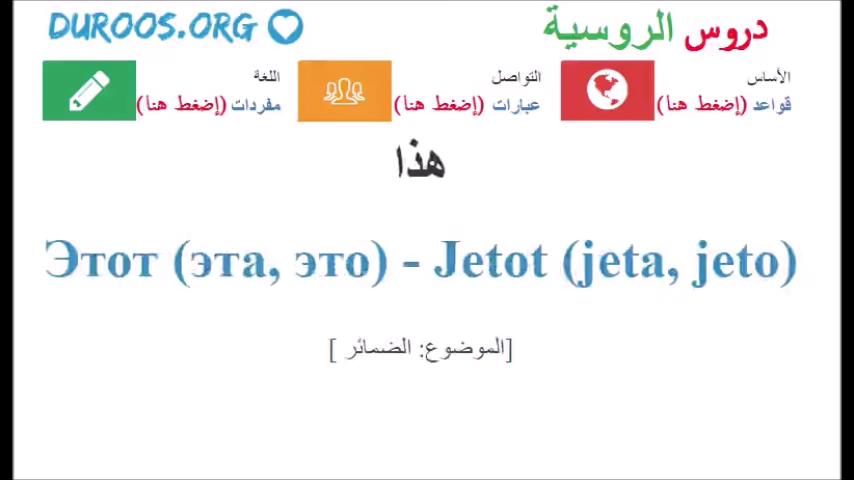 DUROOS.ORG
دروس الروسية
الأساس
قواعد (إضغط هنا)
التواصل
عبارات (إضغط هنا)
اللغة
مفردات (إضغط هنا)
هذا
Этот (эта, это) - Jetot (jeta, jeto)
[الموضوع: الضمائر ]